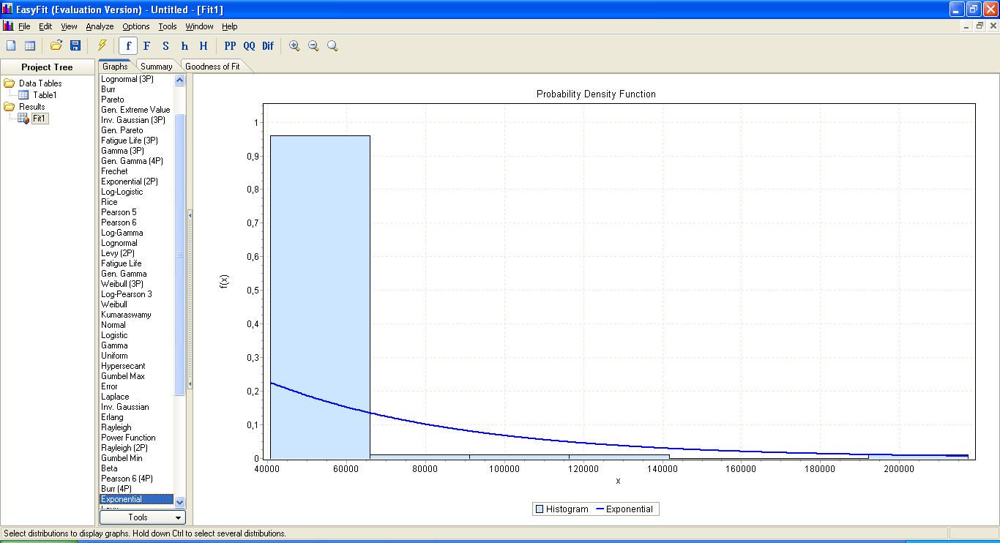 EasyFit (Evaluation Version) - Untitled - [Fit1]
File Edit View Analyze Options Tools Window Help
f F S h H PP QQ Dif
Project Tree
Data Tables
Table1
Results
Fit1
Graphs Summary Goodness of Fit
Lognormal (3P)
Burr
Pareto
Gen. Extreme Value
Inv. Gaussian (3P)
Gen. Pareto
Fatigue Life (3P)
Gamma (3P)
Gen. Gamma (4P)
Frechet
Exponential (2P)
Log-Logistic
Rice
Pearson 5
Pearson 6
Log-Gamma
Lognormal
Levy (2P)
Fatigue Life
Gen. Gamma
Weibull (3P)
Log-Pearson 3
Weibull
Kumaraswamy
Normal
Logistic
Gamma
Uniform
Hypersecant
Gumbel Max
Error
Laplace
Inv. Gaussian
Erlang
Rayleigh
Power Function
Rayleigh (2P)
Gumbel Min
Beta
Pearson 6 (4P)
Burr (4P)
Exponential
Tools
Probability Density Function
f(x)
1
0,9
0,8
0,7
0,6
0,5
0,4
0,3
0,2
0,1
0
40000 60000 80000 100000 120000 140000 160000 180000 200000
x
Histogram Exponential
Select distributions to display graphs. Hold down Ctrl to select several distributions.